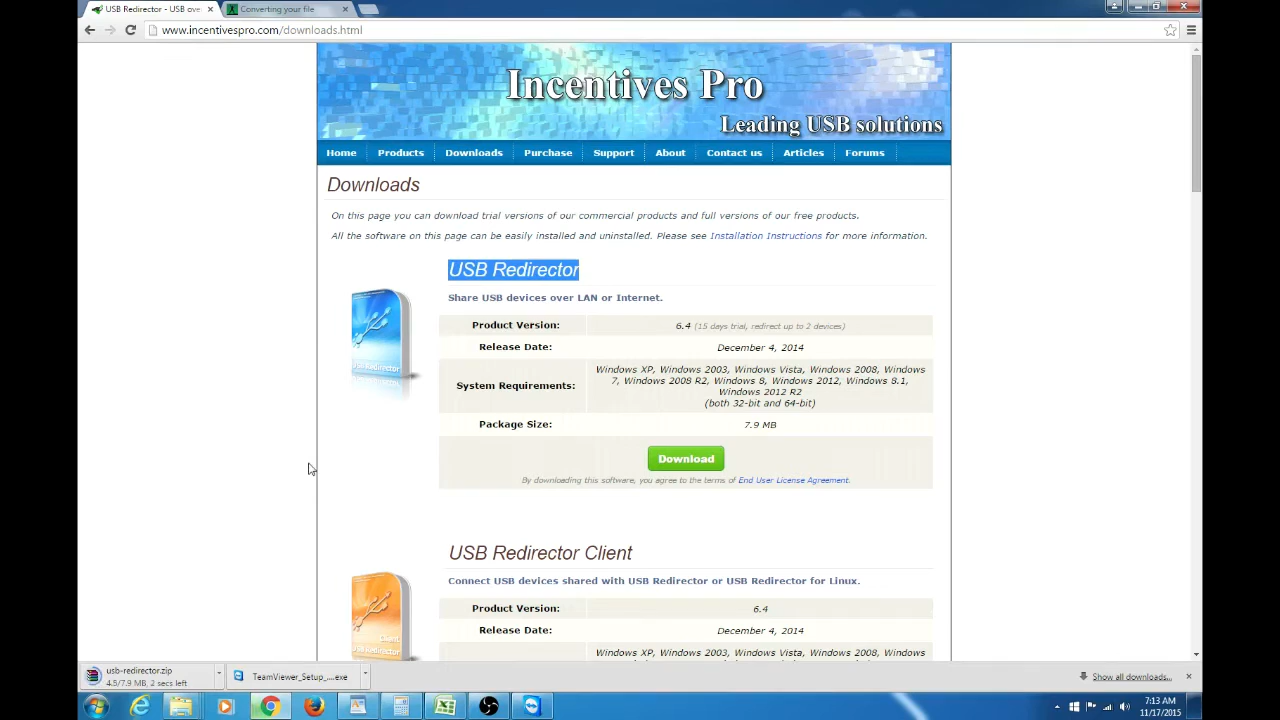 USB Redirector - USB ove
Converting your file
www.incentivespro.com/downloads.html
Incentives Pro
Leading USB solutions
Home Products Downloads Purchase Support About Contact us Articles Forums
Downloads
On this page you can download trial versions of our commercial products and full versions of our free products.
All the software on this page can be easily installed and uninstalled. Please see Installation Instructions for more information.
USB Redirector
Share USB devices over LAN or Internet.
Product Version: 6.4 (15 days trial, redirect up to 2 devices)
Release Date: December 4, 2014
System Requirements: Windows XP, Windows 2003, Windows Vista, Windows 2008, Windows
7, Windows 2008 R2, Windows 8, Windows 2012, Windows 8.1,
Windows 2012 R2
(both 32-bit and 64-bit)
Package Size: 7.9 MB
Download
By downloading this software, you agree to the terms of End User License Agreement.
USB Redirector
USB Redirector Client
Connect USB devices shared with USB Redirector or USB Redirector for Linux.
Product Version: 6.4
Release Date: December 4, 2014
Windows XP, Windows 2003, Windows Vista, Windows 2008, Windows
Client
USB Redirector
usb-redirector.zip
4.5/7.9 MB, 2 secs left
TeamViewer_Setup_....exe
Show all downloads...
7:13 AM
11/17/2015